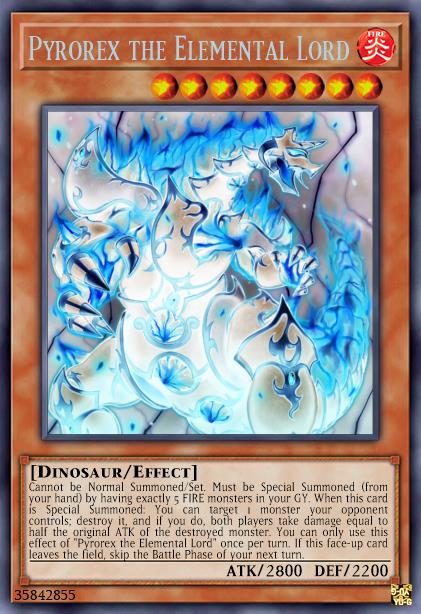 PYROREX THE ELEMENTAL LORD
FIRE
炎
[DINOSAUR/EFFECT]
Cannot be Normal Summoned/Set. Must be Special Summoned (from
your hand) by having exactly 5 FIRE monsters in your GY. When this card
is Special Summoned: You can target 1 monster your opponent
controls; destroy it, and if you do, both players take damage equal to
half the original ATK of the destroyed monster. You can only use this
effect of "Pyrorex the Elemental Lord" once per turn. If this face-up card
leaves the field, skip the Battle Phase of your next turn.
ATK/2800 DEF/2200
35842855